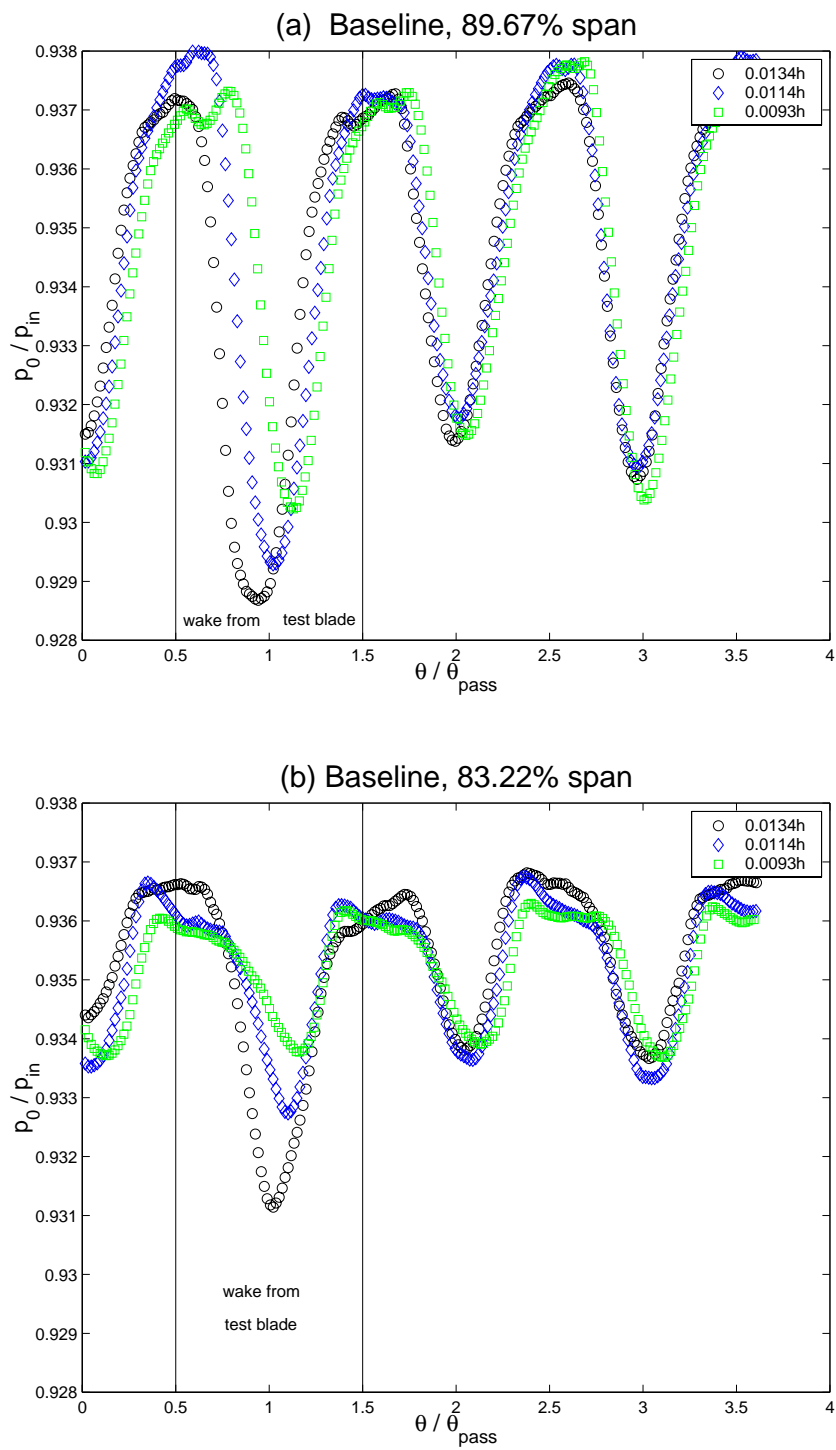 (a) Baseline, 89.67% span
0.938
0.937
0.936
0.935
0.934
0.933
0.932
0.931
0.93
0.929
0.928
p0 / pin
0.0134h
0.0114h
0.0093h
wake from test blade
0 0.5 1 1.5 2 2.5 3 3.5 4
θ / θpass
(b) Baseline, 83.22% span
0.938
0.937
0.936
0.935
0.934
0.933
0.932
0.931
0.93
0.929
0.928
p0 / pin
0.0134h
0.0114h
0.0093h
wake from
test blade
0 0.5 1 1.5 2 2.5 3 3.5 4
θ / θpass